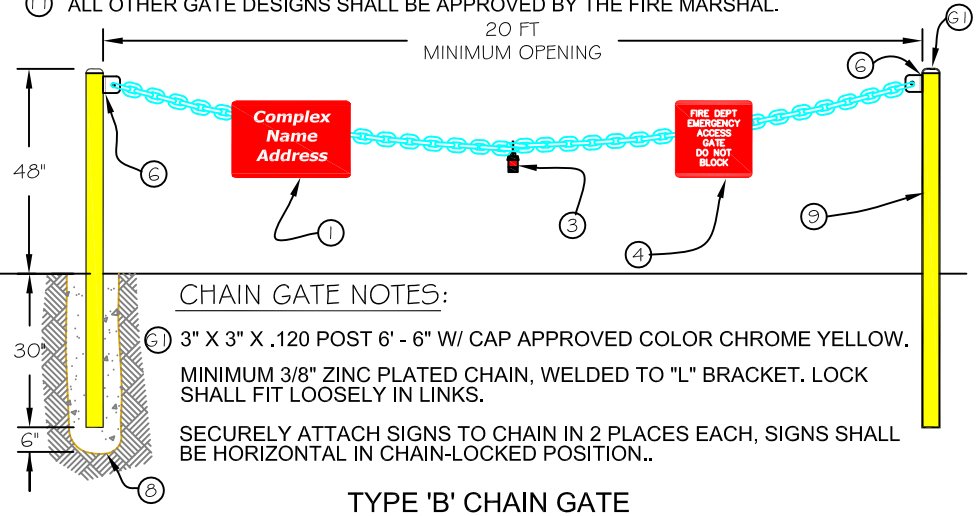 11 ALL OTHER GATE DESIGNS SHALL BE APPROVED BY THE FIRE MARSHAL.
20 FT
MINIMUM OPENING
G1
6
Complex
Name
Address
FIRE DEPT
EMERGENCY
ACCESS
GATE
DO NOT
BLOCK
48"
6
3
9
1
4
CHAIN GATE NOTES:
G1 3" X 3" X .120 POST 6' - 6" W/ CAP APPROVED COLOR CHROME YELLOW.
30"
MINIMUM 3/8" ZINC PLATED CHAIN, WELDED TO "L" BRACKET. LOCK
SHALL FIT LOOSELY IN LINKS.
6"
SECURELY ATTACH SIGNS TO CHAIN IN 2 PLACES EACH, SIGNS SHALL
BE HORIZONTAL IN CHAIN-LOCKED POSITION..
8
TYPE 'B' CHAIN GATE